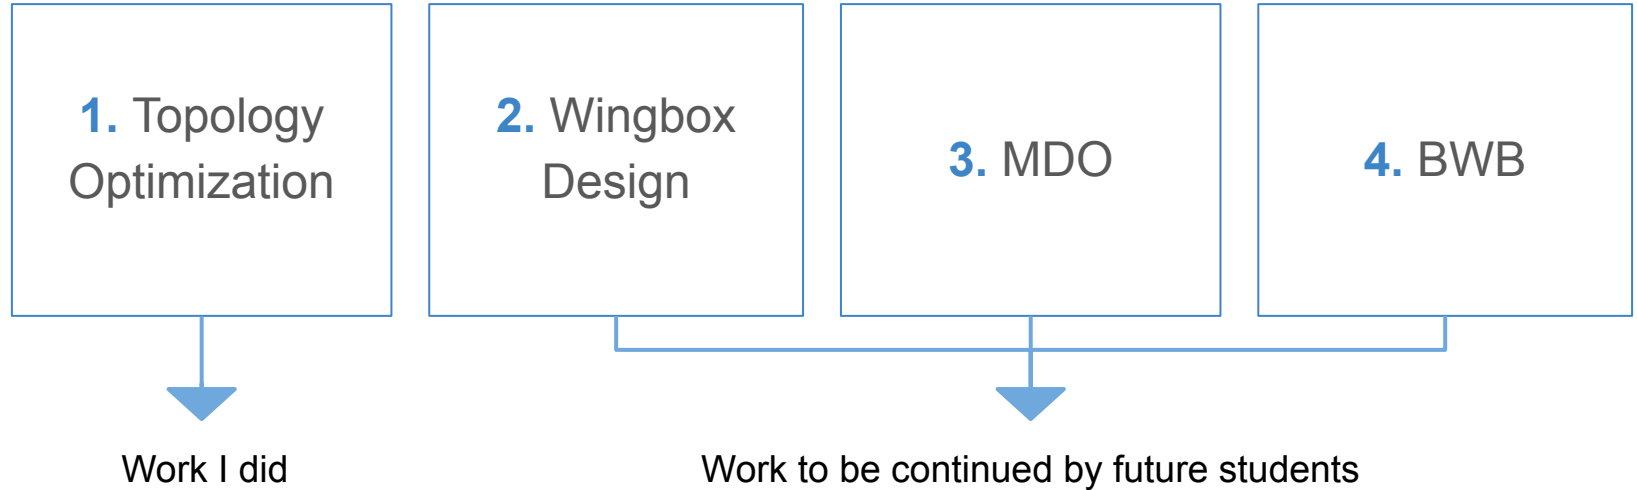 1. Topology
Optimization
2. Wingbox
Design
3. MDO
4. BWB
Work I did
Work to be continued by future students